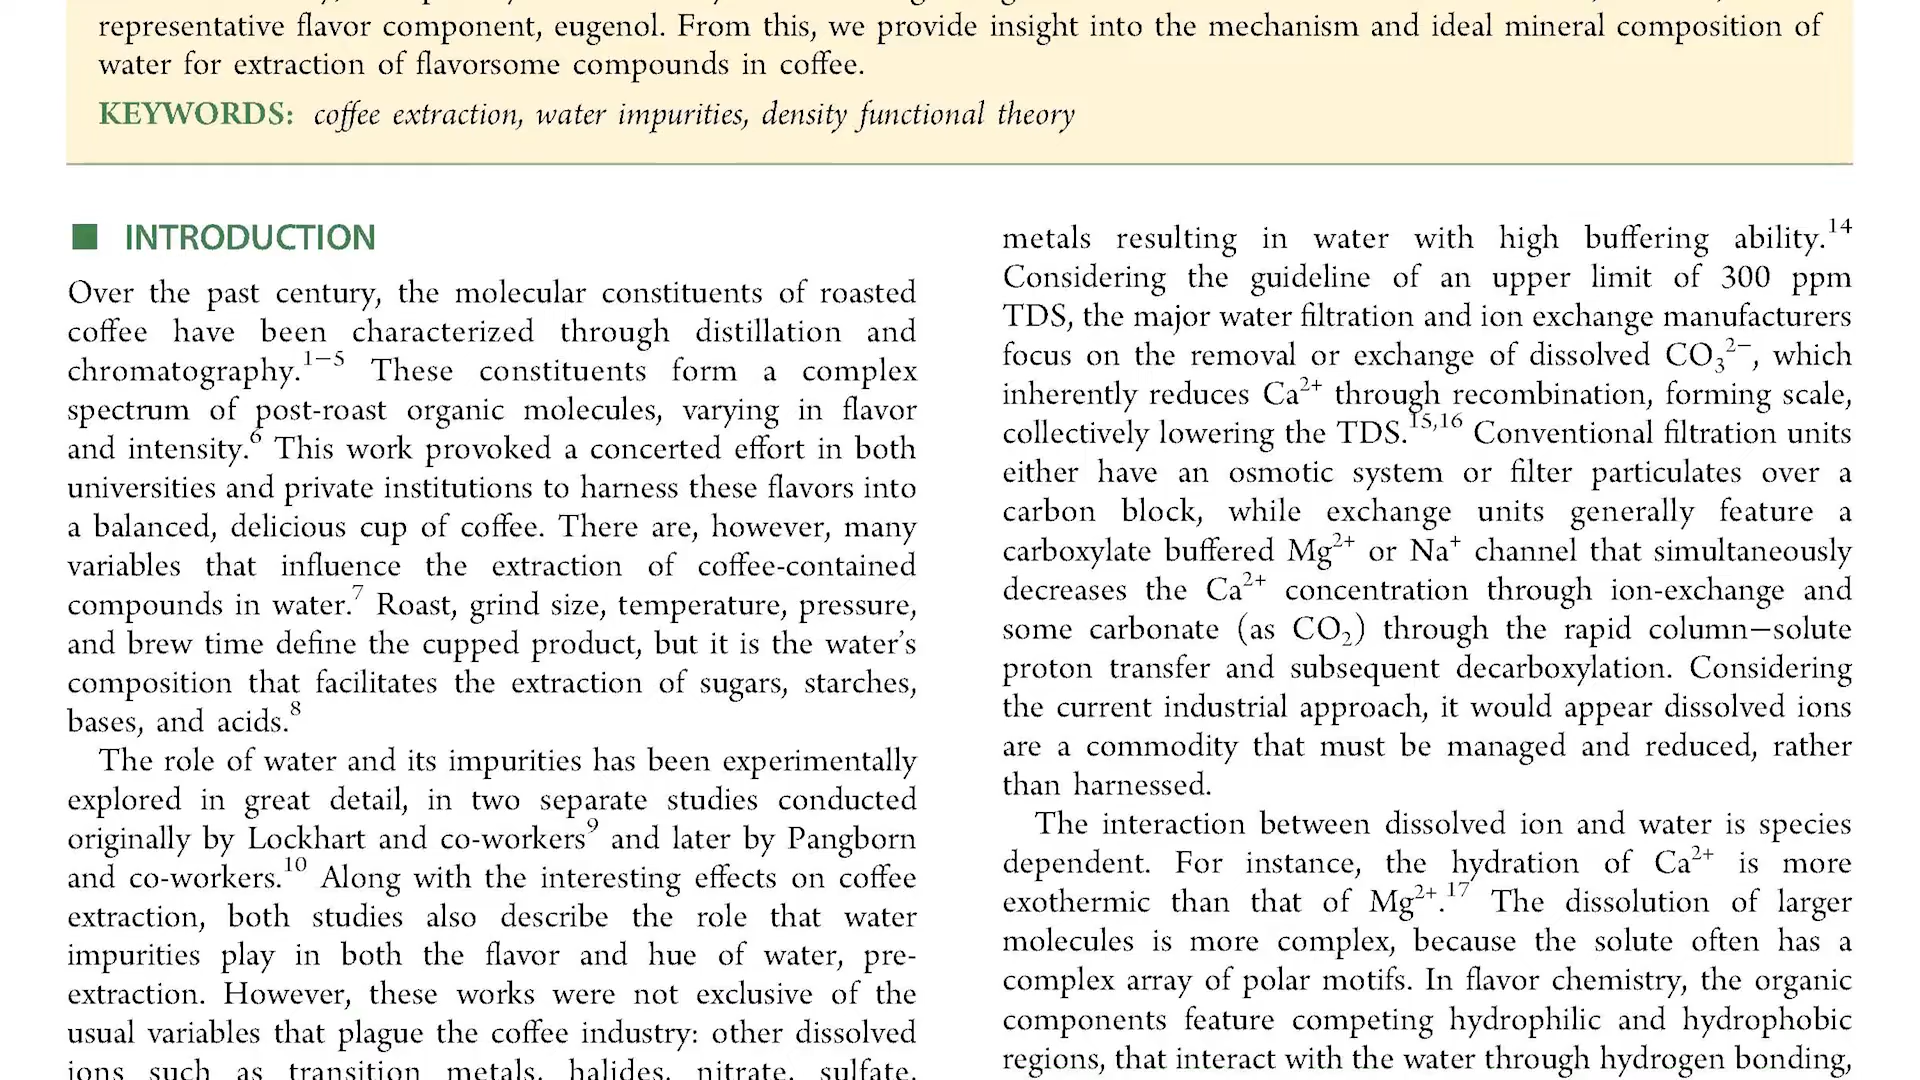 representative flavor component, eugenol. From this, we provide insight into the mechanism and ideal mineral composition of
water for extraction of flavorsome compounds in coffee.
KEYWORDS: coffee extraction, water impurities, density functional theory
■ INTRODUCTION
Over the past century, the molecular constituents of roasted
coffee have been characterized through distillation and
chromatography.1−5 These constituents form a complex
spectrum of post-roast organic molecules, varying in flavor
and intensity.6 This work provoked a concerted effort in both
universities and private institutions to harness these flavors into
a balanced, delicious cup of coffee. There are, however, many
variables that influence the extraction of coffee-contained
compounds in water.7 Roast, grind size, temperature, pressure,
and brew time define the cupped product, but it is the water’s
composition that facilitates the extraction of sugars, starches,
bases, and acids.8
The role of water and its impurities has been experimentally
explored in great detail, in two separate studies conducted
originally by Lockhart and co-workers9 and later by Pangborn
and co-workers.10 Along with the interesting effects on coffee
extraction, both studies also describe the role that water
impurities play in both the flavor and hue of water, pre-
extraction. However, these works were not exclusive of the
usual variables that plague the coffee industry: other dissolved
ions such as transition metals, halides, nitrate, sulfate,
metals resulting in water with high buffering ability.14
Considering the guideline of an upper limit of 300 ppm
TDS, the major water filtration and ion exchange manufacturers
focus on the removal or exchange of dissolved CO3 2−, which
inherently reduces Ca2+ through recombination, forming scale,
collectively lowering the TDS.15,16 Conventional filtration units
either have an osmotic system or filter particulates over a
carbon block, while exchange units generally feature a
carboxylate buffered Mg2+ or Na+ channel that simultaneously
decreases the Ca2+ concentration through ion-exchange and
some carbonate (as CO2) through the rapid column−solute
proton transfer and subsequent decarboxylation. Considering
the current industrial approach, it would appear dissolved ions
are a commodity that must be managed and reduced, rather
than harnessed.
The interaction between dissolved ion and water is species
dependent. For instance, the hydration of Ca2+ is more
exothermic than that of Mg2+.17 The dissolution of larger
molecules is more complex, because the solute often has a
complex array of polar motifs. In flavor chemistry, the organic
components feature competing hydrophilic and hydrophobic
regions, that interact with the water through hydrogen bonding,